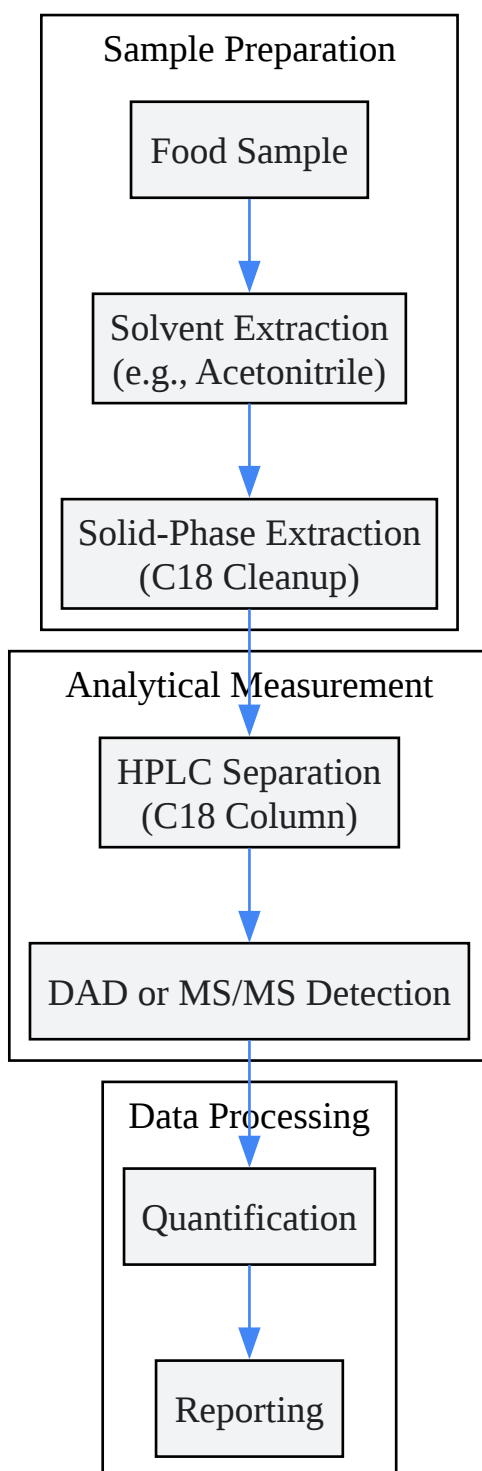 Sample Preparation
Food Sample
Solvent Extraction
(e.g., Acetonitrile)
Solid-Phase Extraction
(C18 Cleanup)
Analytical Measurement
HPLC Separation
(C18 Column)
DAD or MS/MS Detection
Data Processing
Quantification
Reporting